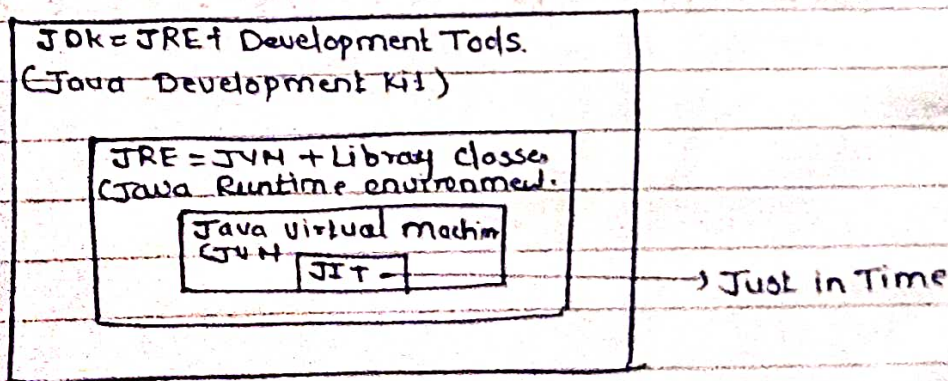 JDK = JRE + Development Tools.
(Java Development Kit)
JRE = JVM + Library classes
(Java Runtime environment.
Java virtual machin
(JVM
JIT
→ Just in Time